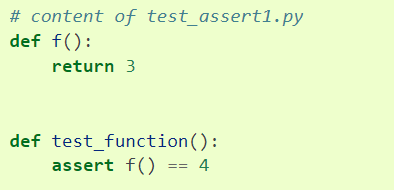 # content of test_assert1.py
def f():
    return 3
def test_function():
    assert f() == 4